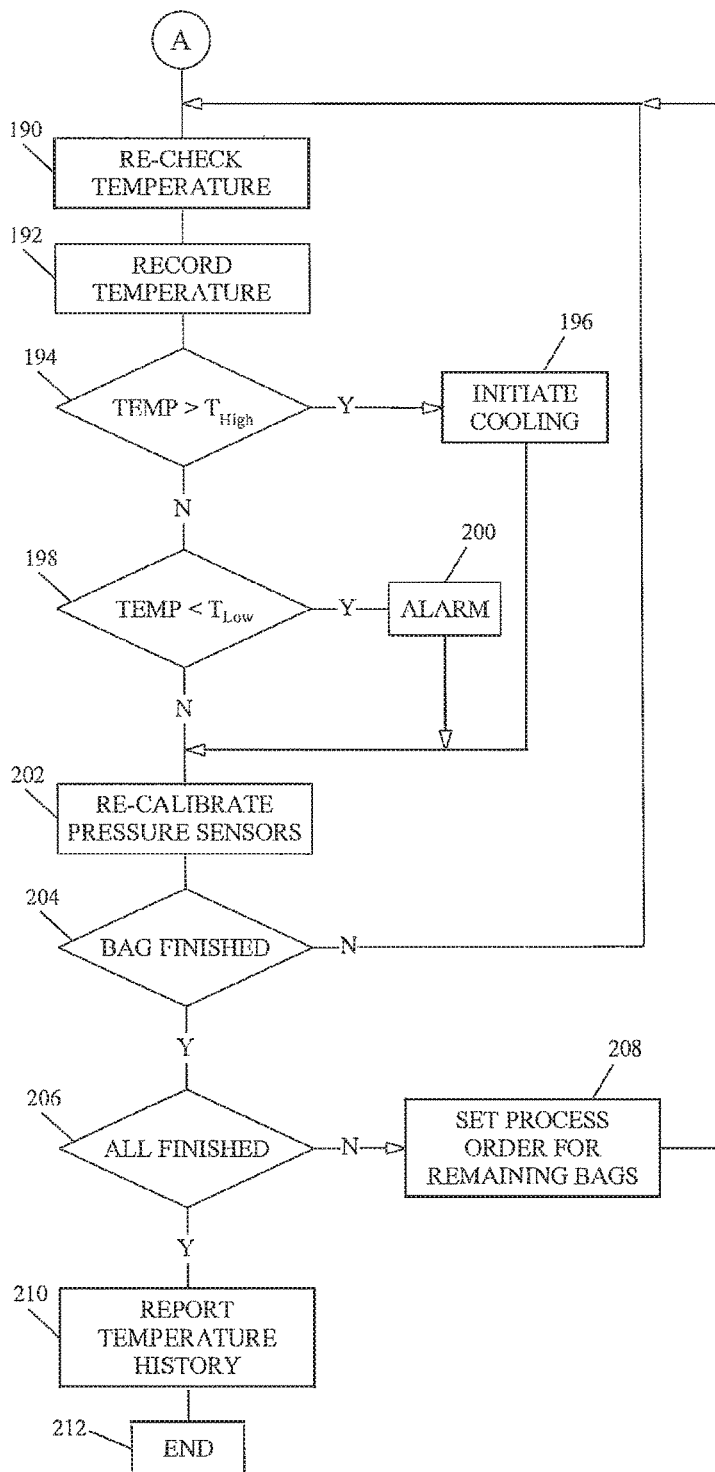 A
190
RE-CHECK
TEMPERATURE
192
RECORD
TEMPERATURE
194
TEMP > THigh
Y
196
INITIATE
COOLING
N
198
TEMP < TLow
Y
200
ALARM
N
202
RE-CALIBRATE
PRESSURE SENSORS
204
BAG FINISHED
N
Y
206
ALL FINISHED
N
208
SET PROCESS
ORDER FOR
REMAINING BAGS
Y
210
REPORT
TEMPERATURE
HISTORY
212
END